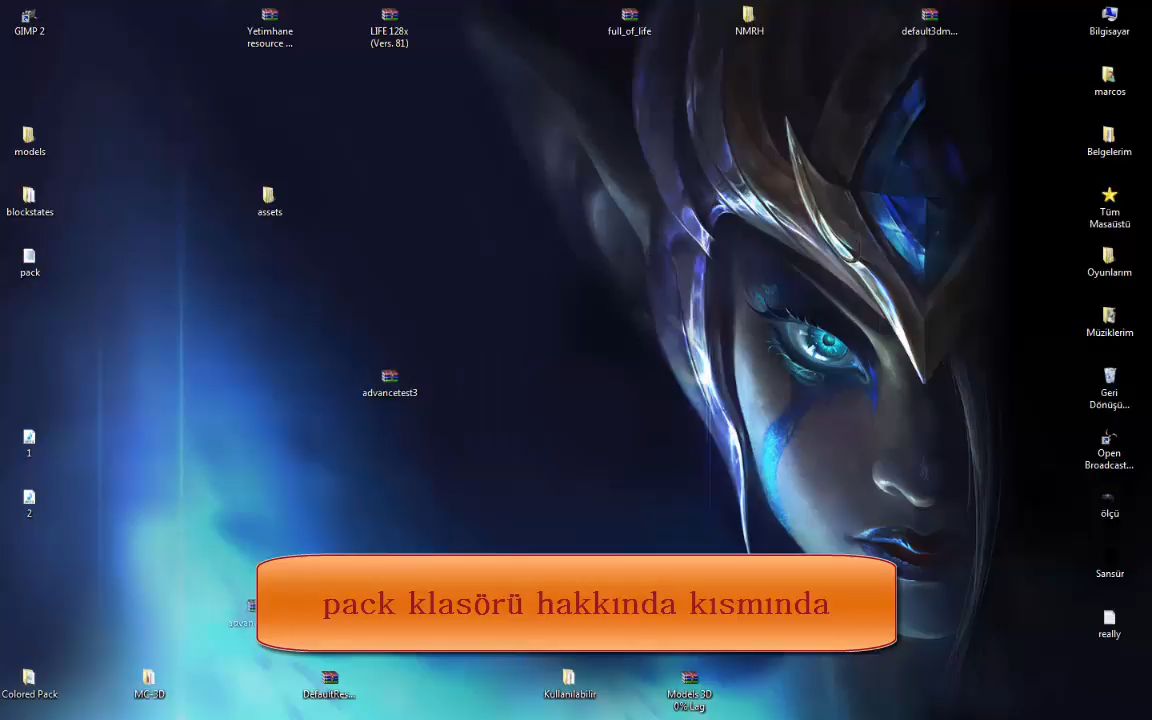 GIMP 2
Yetimhane
resource ...
LIFE 128x
(Vers. 81)
full_of_life
NMRH
default3dm...
Bilgisayar
marcos
models
Belgelerim
blockstates
assets
Tüm
Masaüstü
pack
Oyunlarım
Müziklerim
advancetest3
Geri
Dönüşü...
1
Open
Broadcast...
2
ölçü
Sansür
pack klasörü hakkında kısmında
advan
really
Colored Pack
MC-3D
DefaultRes...
Kullanılabilir
Models 3D
0% Lag